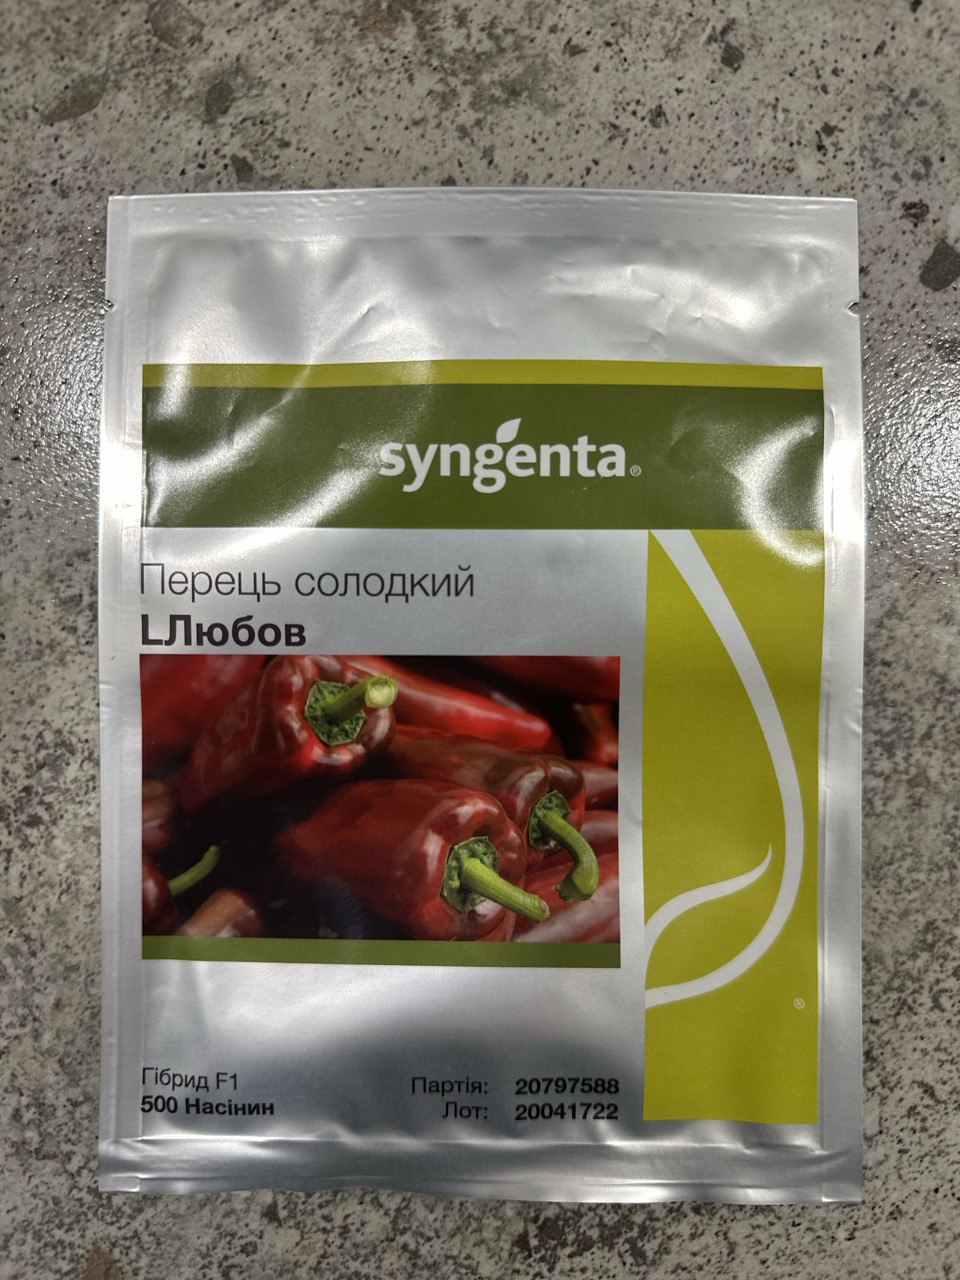 syngenta®
Перець солодкий
LЛюбов
®
Гібрид F1
500 Насінин
Партія: 20797588
Лот: 20041722